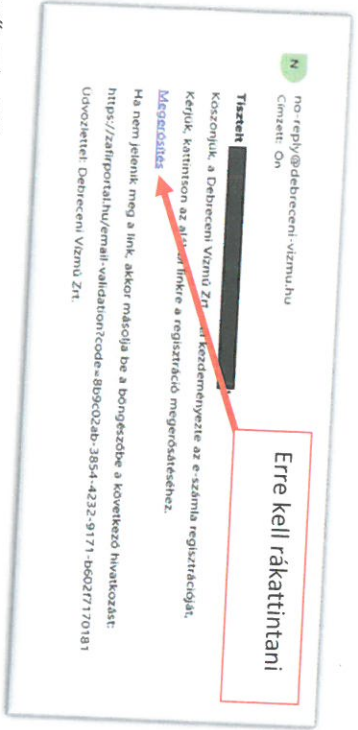 N
no-reply@debreceni-vizmu.hu
Címzett: Ön
Erre kell rákattintani
Tisztelt
Köszönjük, a Debreceni Vízmű Zrt. kezdeményezte az e-számla regisztrációját,
Kérjük, kattintson az linkre a regisztráció megerősátéséhez.
Megerősítés
Ha nem jelenik meg a link, akkor másolja be a böngészőbe a következő hivatkozást:
https://zafirportal.hu/email-validation?code=8b9c02ab-3854-4232-9171-b602f7170181
Üdvözlettel: Debreceni Vízmű Zrt.